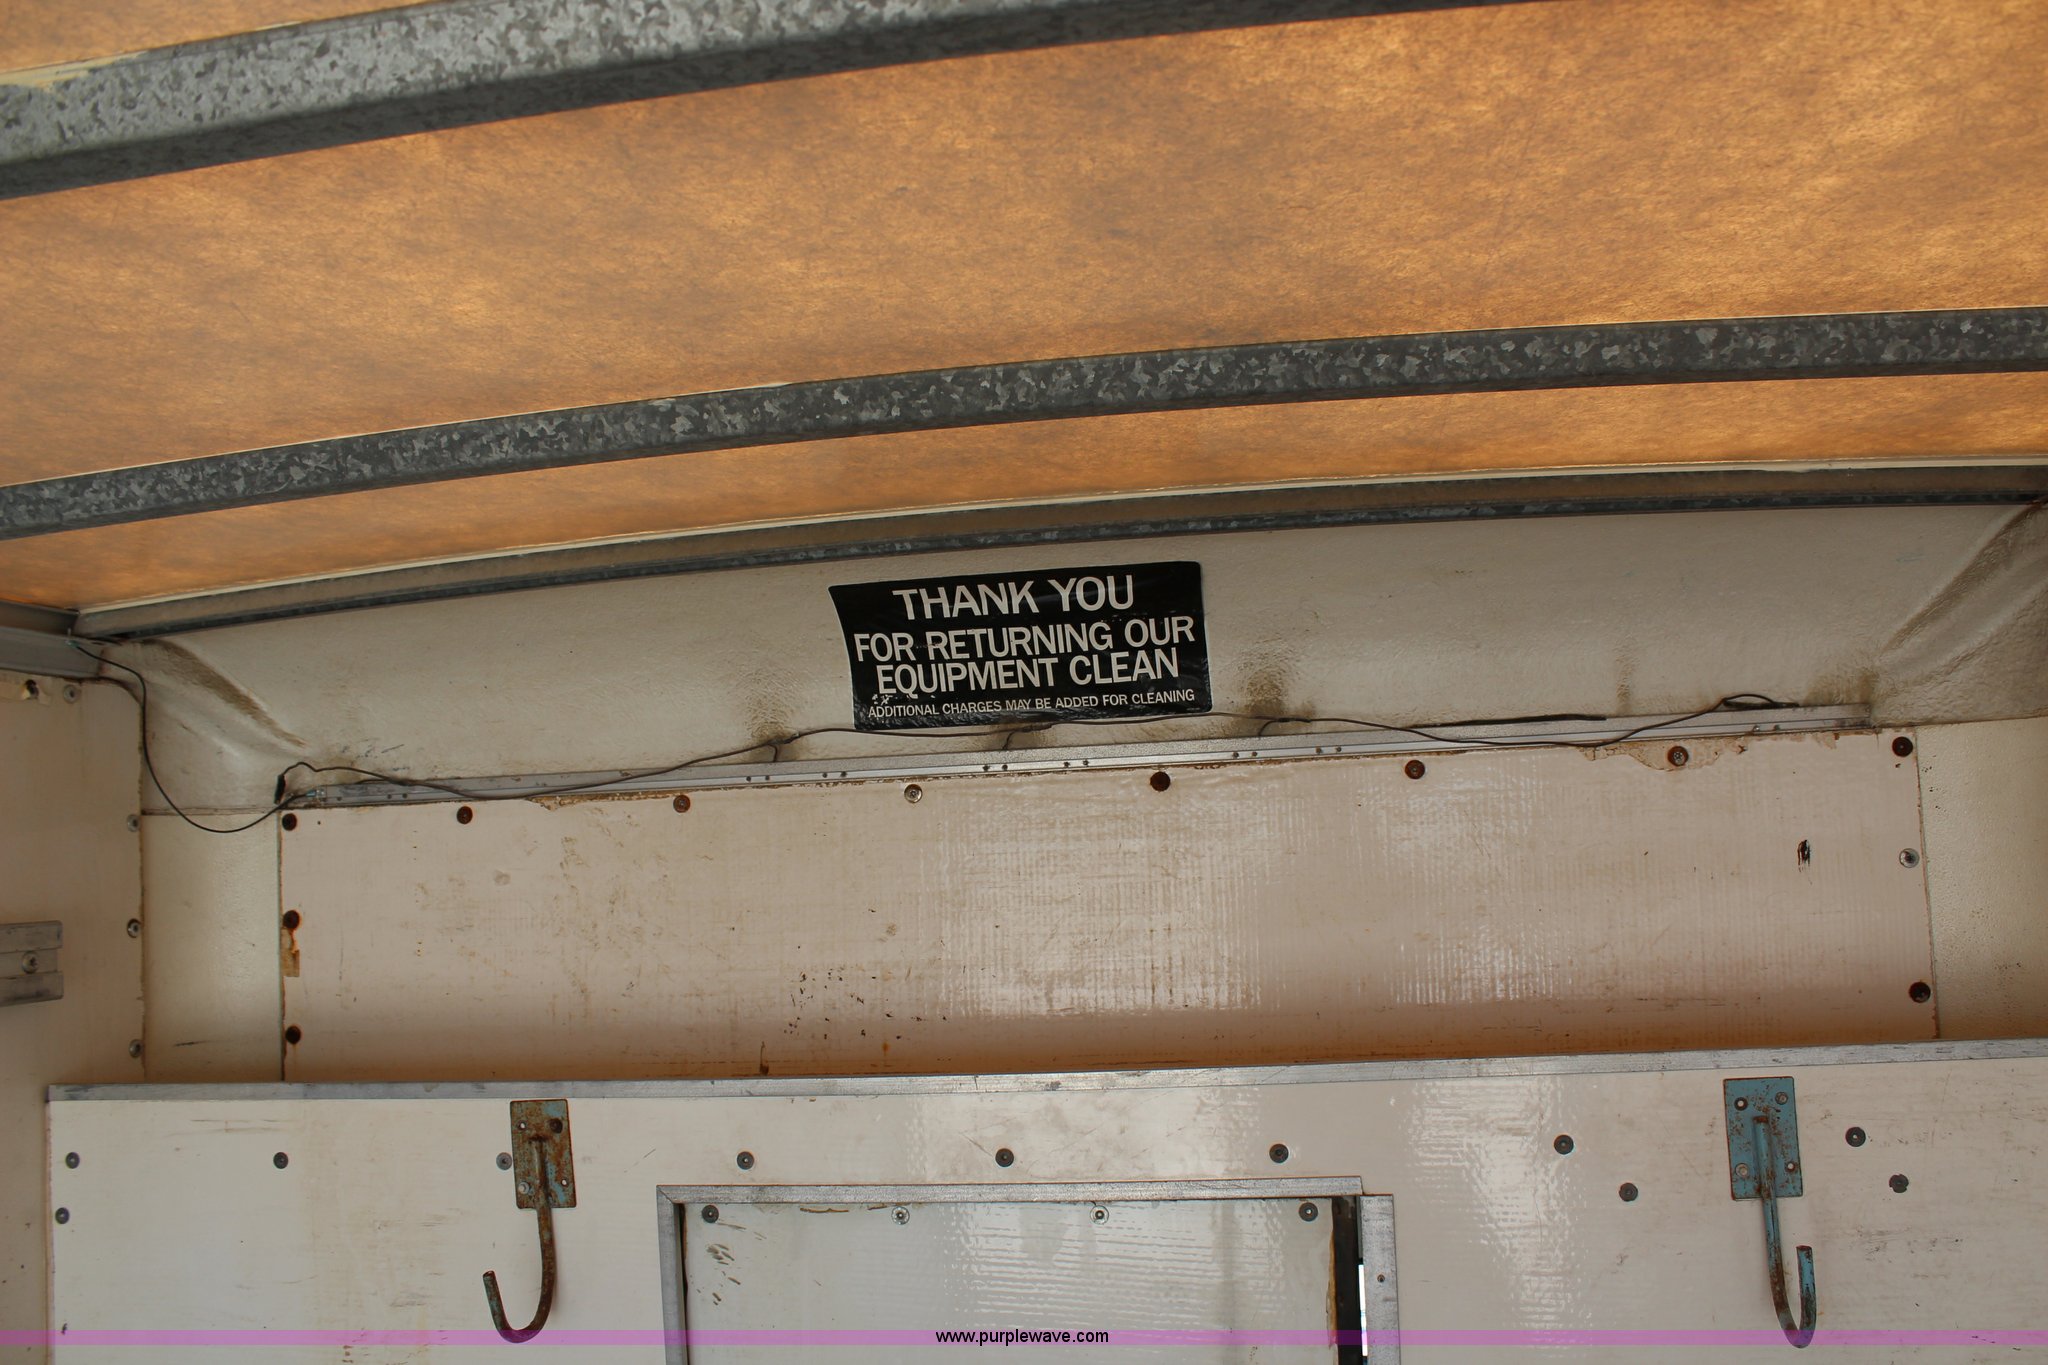 THANK YOU
FOR RETURNING OUR
EQUIPMENT CLEAN
ADDITIONAL CHARGES MAY BE ADDED FOR CLEANING
www.purplewave.com